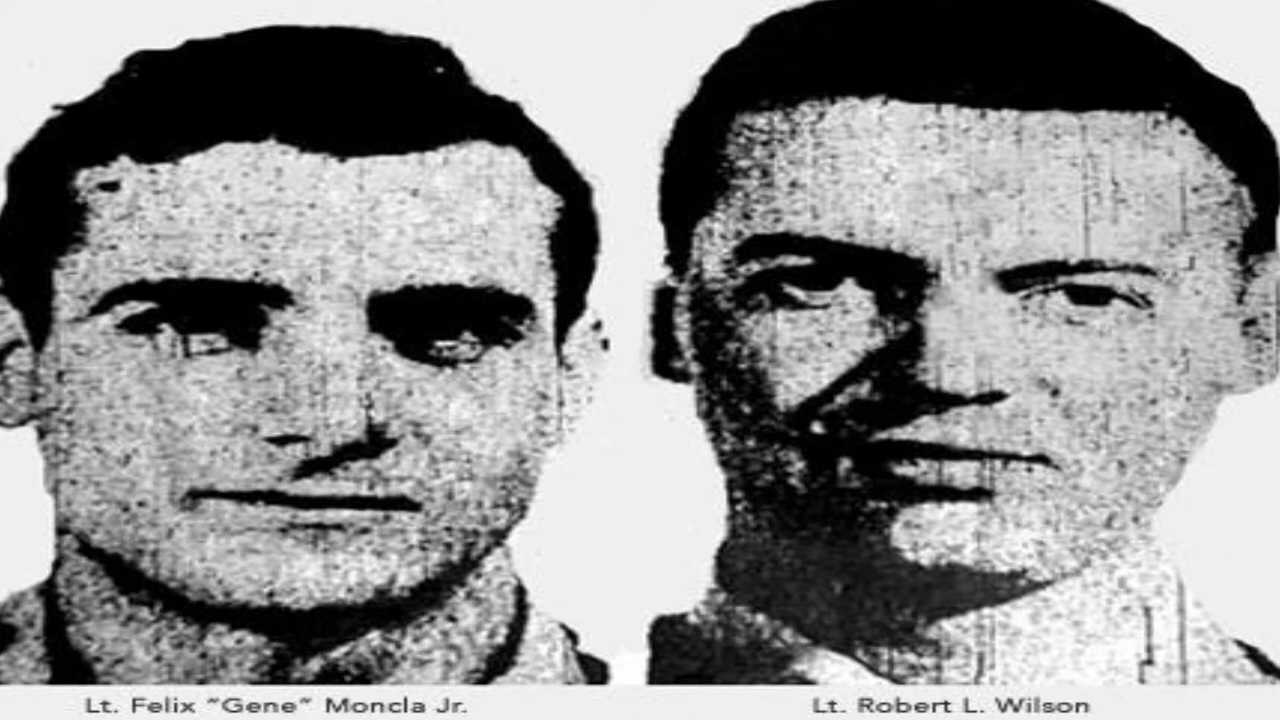 Lt. Felix “Gene” Moncla Jr.
Lt. Robert L. Wilson